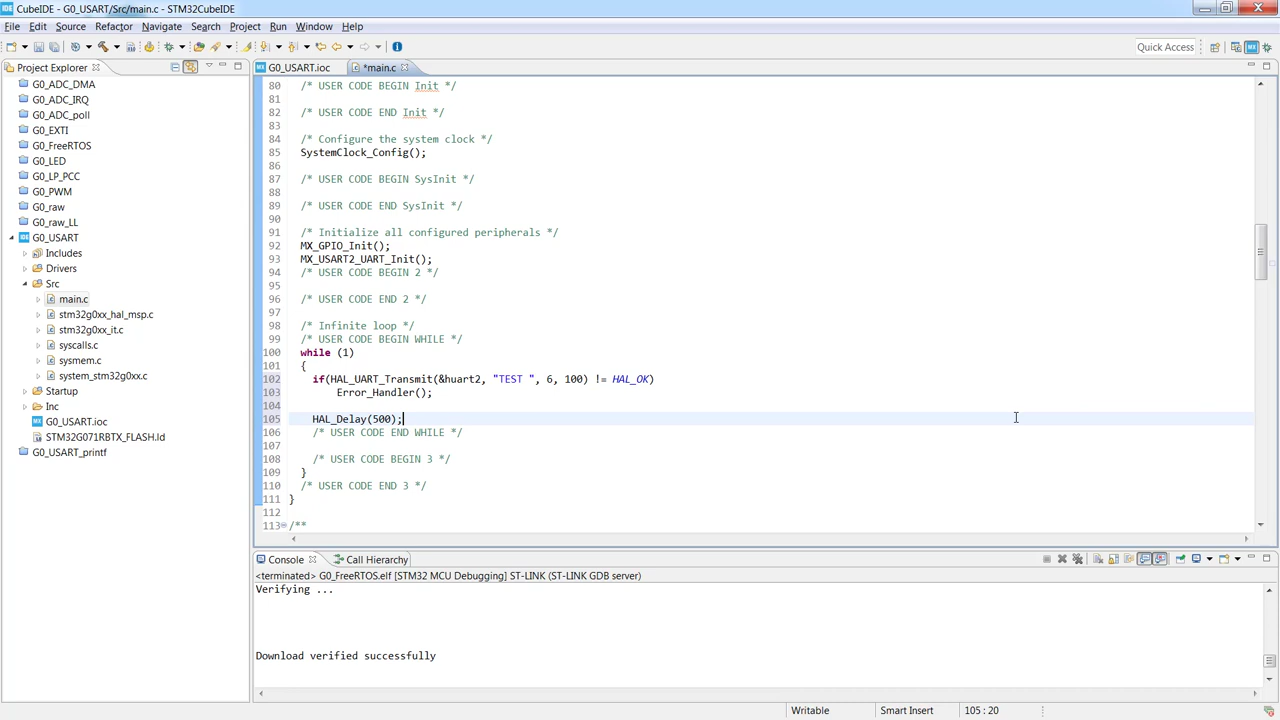 CubeIDE - G0_USART/Src/main.c - STM32CubeIDE
File Edit Source Refactor Navigate Search Project Run Window Help
Quick Access
Project Explorer
G0_ADC_DMA
G0_ADC_IRQ
G0_ADC_poll
G0_EXTI
G0_FreeRTOS
G0_LED
G0_LP_PCC
G0_PWM
G0_raw
G0_raw_LL
G0_USART
Includes
Drivers
Src
main.c
stm32g0xx_hal_msp.c
stm32g0xx_it.c
syscalls.c
sysmem.c
system_stm32g0xx.c
Startup
Inc
G0_USART.ioc
STM32G071RBTX_FLASH.ld
G0_USART_printf
G0_USART.ioc *main.c
80 /* USER CODE BEGIN Init */
81
82 /* USER CODE END Init */
83
84 /* Configure the system clock */
85 SystemClock_Config();
86
87 /* USER CODE BEGIN SysInit */
88
89 /* USER CODE END SysInit */
90
91 /* Initialize all configured peripherals */
92 MX_GPIO_Init();
93 MX_USART2_UART_Init();
94 /* USER CODE BEGIN 2 */
95
96 /* USER CODE END 2 */
97
98 /* Infinite loop */
99 /* USER CODE BEGIN WHILE */
100 while (1)
101 {
102 if(HAL_UART_Transmit(&huart2, "TEST ", 6, 100) != HAL_OK)
103 Error_Handler();
104
105 HAL_Delay(500);
106 /* USER CODE END WHILE */
107
108 /* USER CODE BEGIN 3 */
109 }
110 /* USER CODE END 3 */
111 }
112
113 /**
Console Call Hierarchy
<terminated> G0_FreeRTOS.elf [STM32 MCU Debugging] ST-LINK (ST-LINK GDB server)
Verifying ...
Download verified successfully
Writable Smart Insert 105 : 20